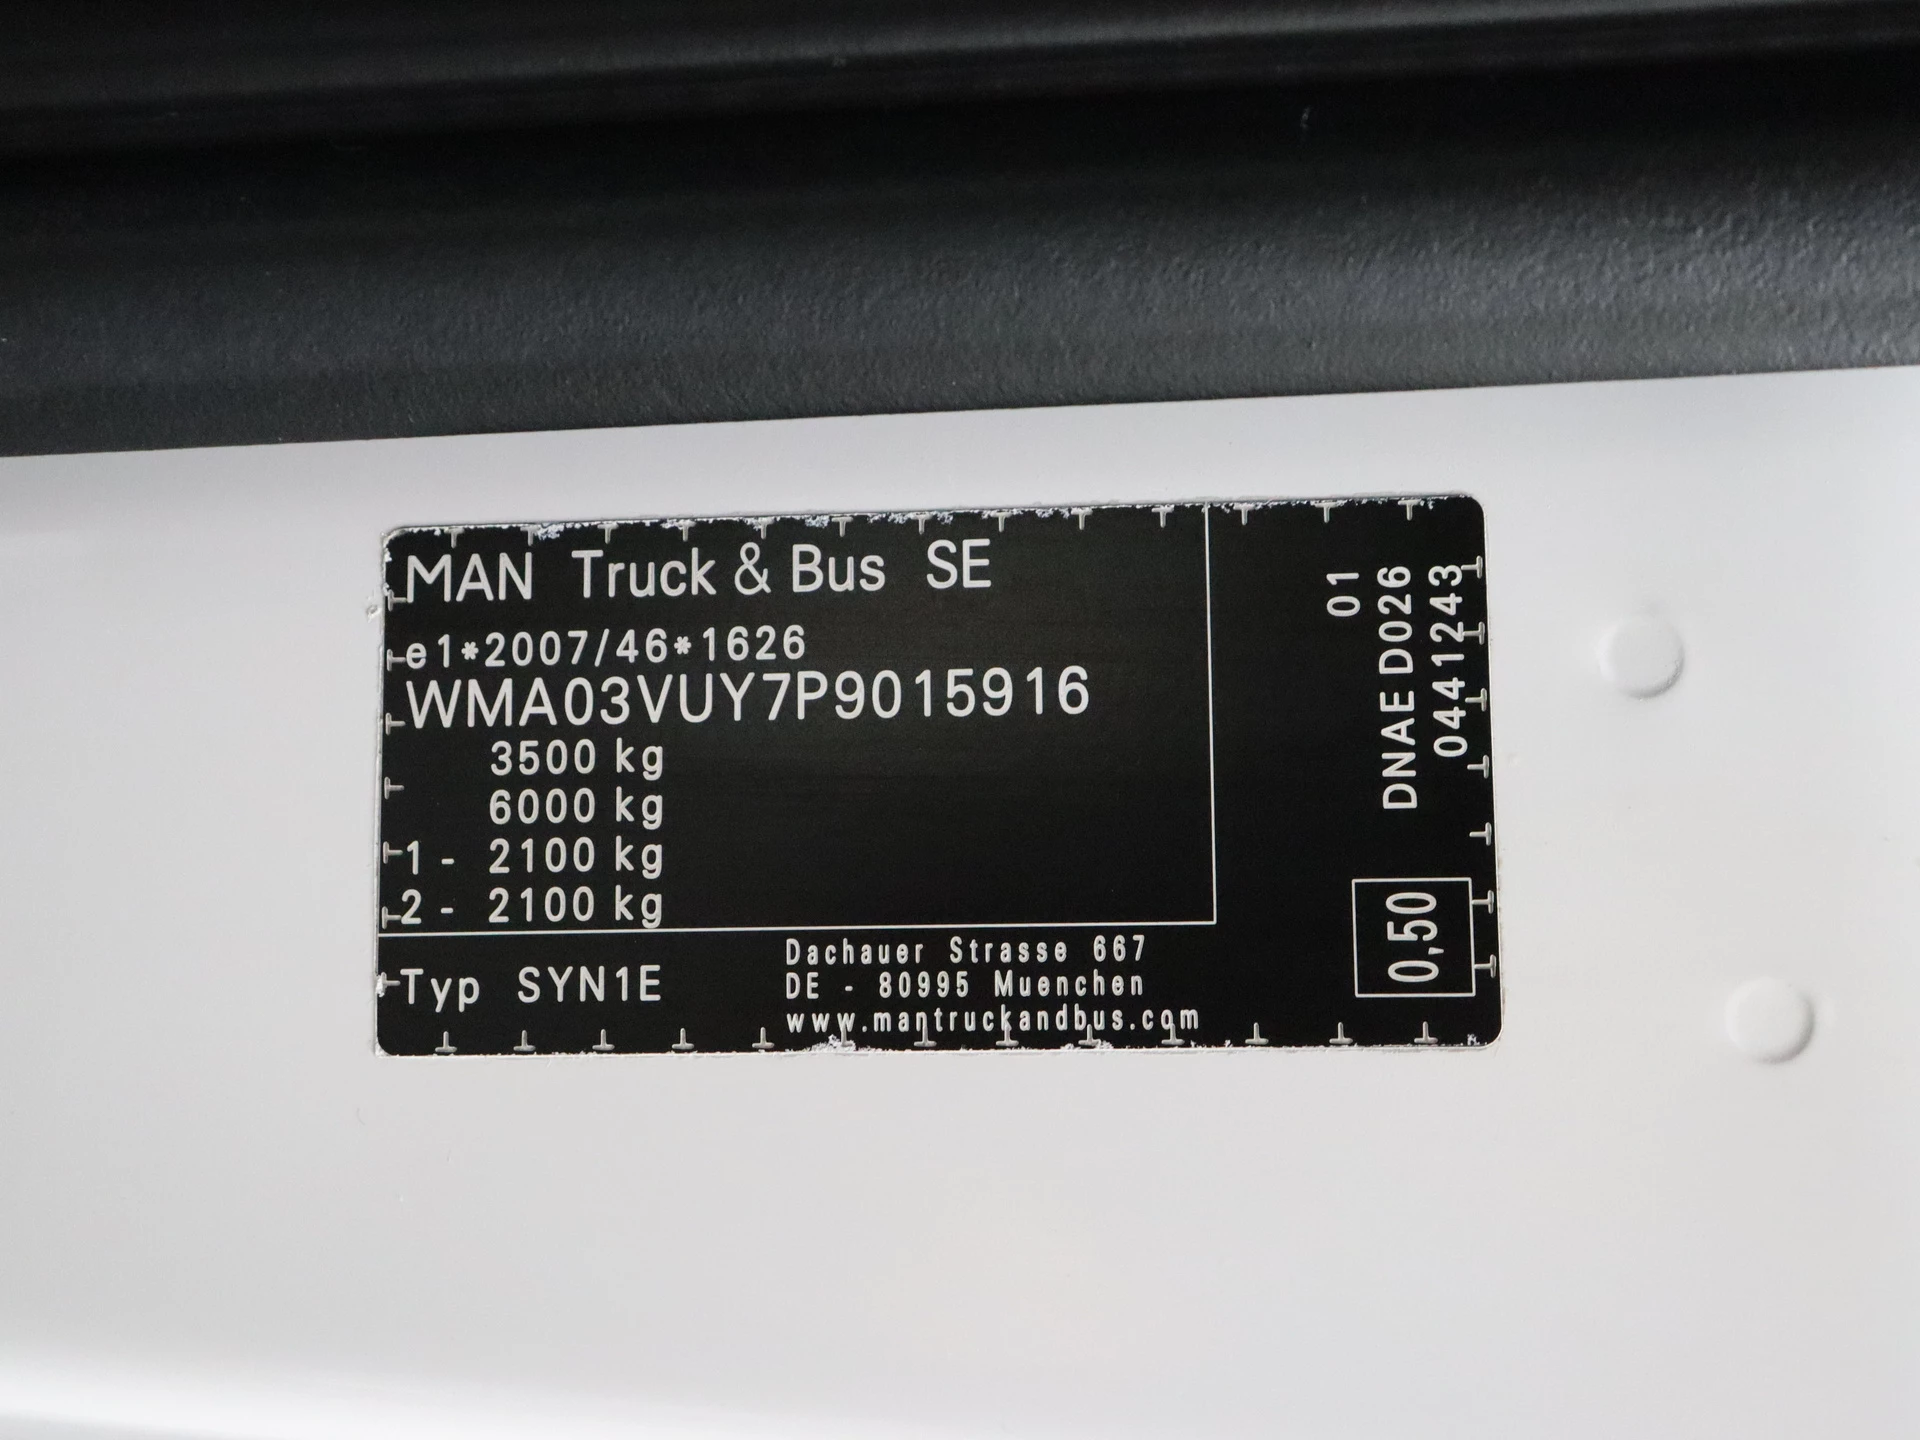 MAN Truck & Bus SE
e1*2007/46*1626
WMA03VUY7P9015916
3500 kg
6000 kg
1 - 2100 kg
2 - 2100 kg
Typ SYN1E
Dachauer Strasse 667
DE - 80995 Muenchen
www.mantruckandbus.com
01
DNAE D026
0441243
0,50